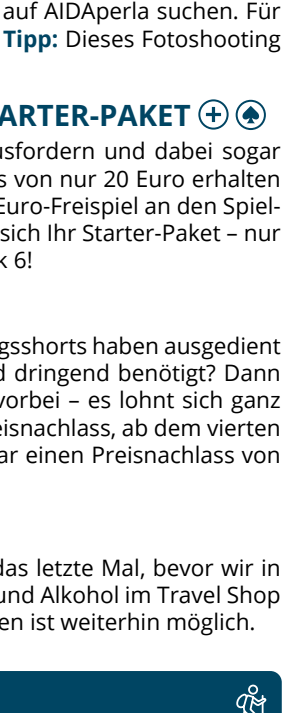 auf AIDAperla suchen. Für
Tipp: Dieses Fotoshooting
ARTER-PAKET
usfordern und dabei sogar
s von nur 20 Euro erhalten
Euro-Freispiel an den Spiel-
sich Ihr Starter-Paket – nur
k 6!
gsshorts haben ausgedient
d dringend benötigt? Dann
vorbei – es lohnt sich ganz
eisnachlass, ab dem vierten
ar einen Preisnachlass von
das letzte Mal, bevor wir in
und Alkohol im Travel Shop
en ist weiterhin möglich.